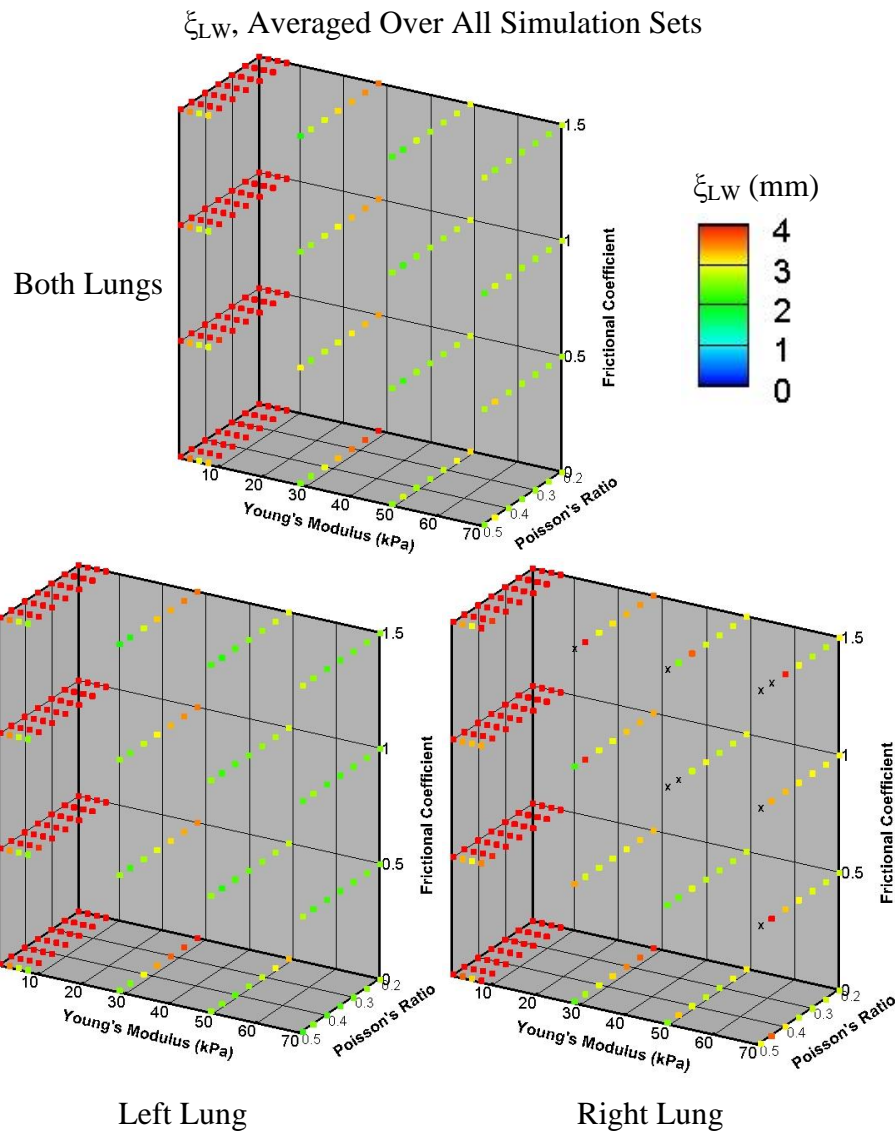 ξLW, Averaged Over All Simulation Sets
Both Lungs
1.5
1
0.5
0
Frictional Coefficient
10
20
30
40
50
60
70
Young's Modulus (kPa)
0.5
0.4
0.3
0.2
Poisson's Ratio
ξLW (mm)
4
3
2
1
0
1.5
1
0.5
0
Frictional Coefficient
10
20
30
40
50
60
70
Young's Modulus (kPa)
0.5
0.4
0.3
0.2
Poisson's Ratio
Left Lung
x
x
x x
x x
x
x
1.5
1
0.5
0
Frictional Coefficient
10
20
30
40
50
60
70
Young's Modulus (kPa)
0.5
0.4
0.3
0.2
Poisson's Ratio
Right Lung